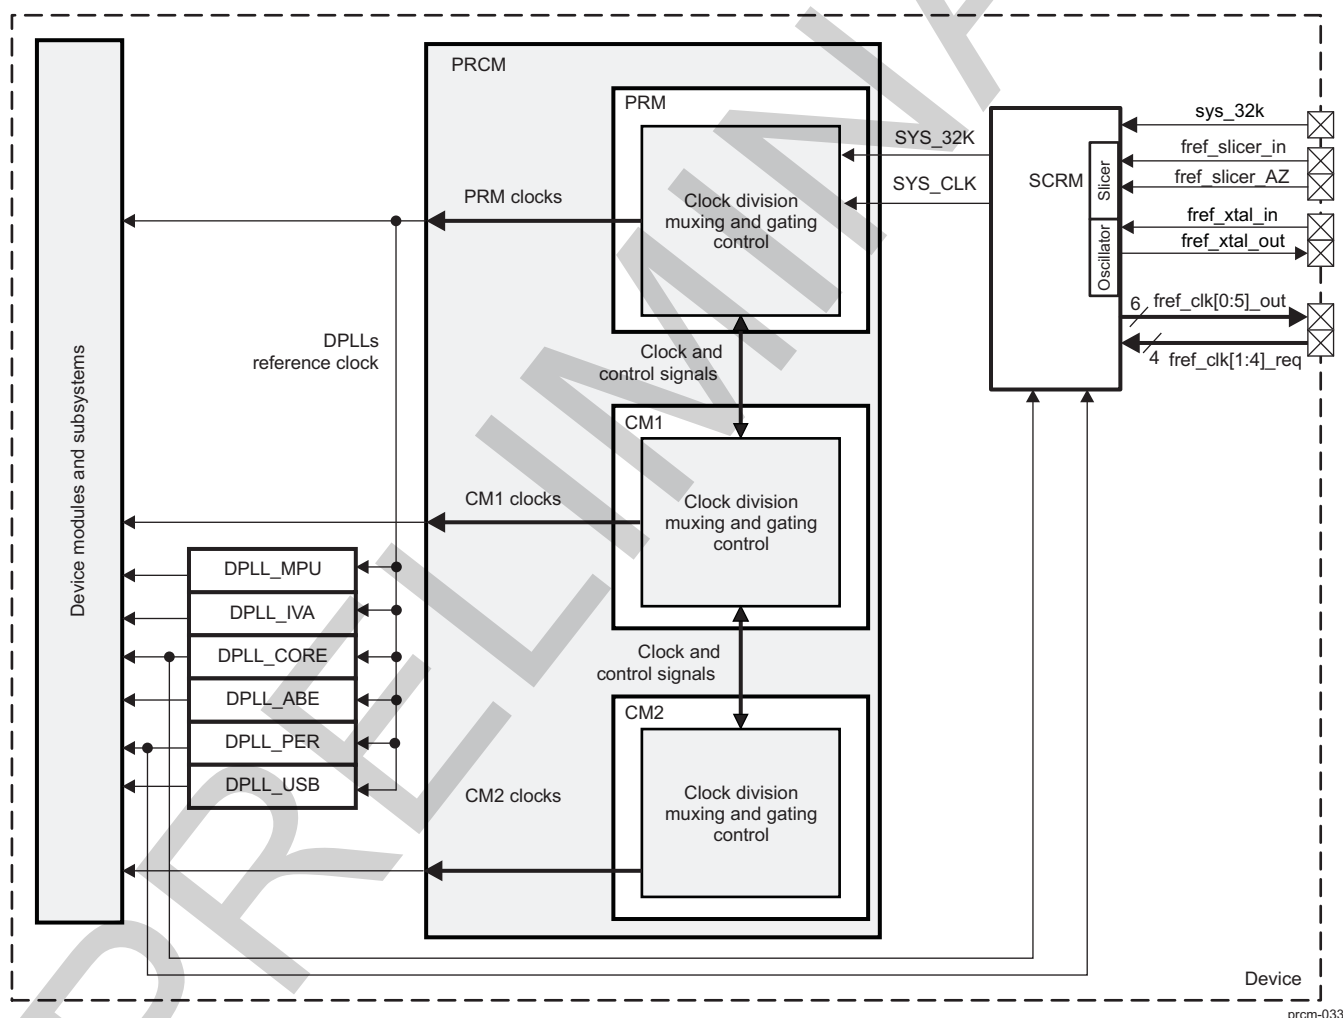 PRCM
PRM
Clock division
muxing and gating
control
PRM clocks
SYS_32K
SYS_CLK
SCRM
Slicer
Oscillator
sys_32k
fref_slicer_in
fref_slicer_AZ
fref_xtal_in
fref_xtal_out
6
fref_clk[0:5]_out
4
fref_clk[1:4]_req
DPLLs
reference clock
Clock and
control signals
Device modules and subsystems
CM1
Clock division
muxing and gating
control
CM1 clocks
DPLL_MPU
DPLL_IVA
DPLL_CORE
DPLL_ABE
DPLL_PER
DPLL_USB
Clock and
control signals
CM2
Clock division
muxing and gating
control
CM2 clocks
Device
prcm-033
PRELIMINA